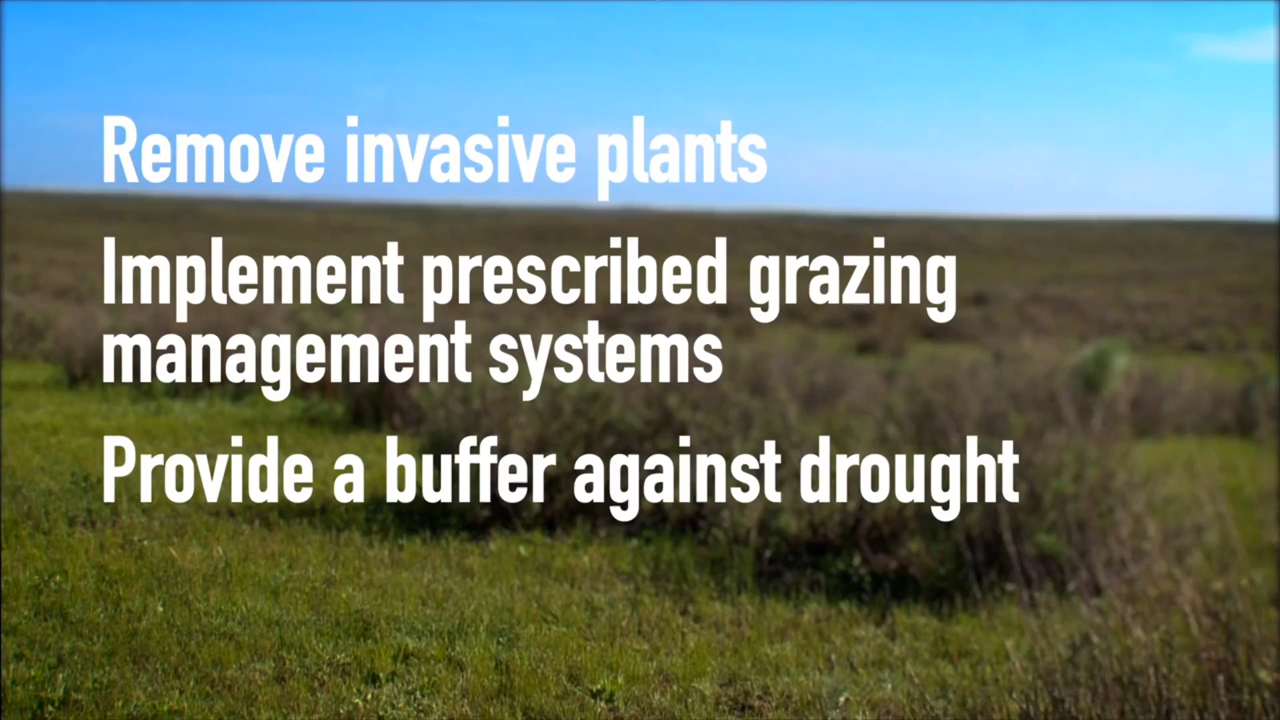 Remove invasive plants
Implement prescribed grazing
management systems
Provide a buffer against drought